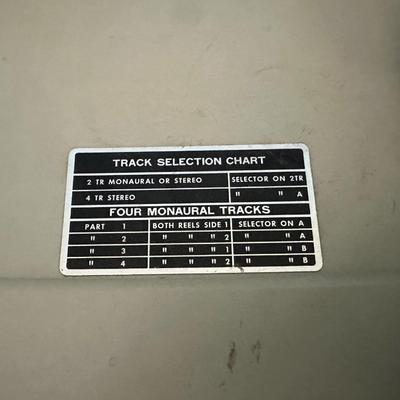 TRACK SELECTION CHART
2 TR MONAURAL OR STEREO SELECTOR ON 2TR
4 TR STEREO " " A
FOUR MONAURAL TRACKS
PART 1 BOTH REELS SIDE 1 SELECTOR ON A
" 2 " " " 2 " " A
" 3 " " " 1 " " B
" 4 " " " 2 " " B